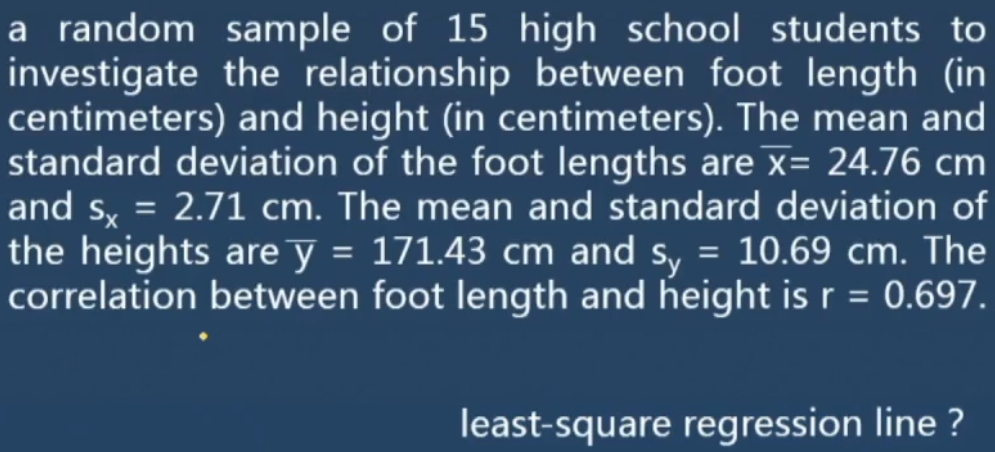 a random sample of 15 high school students to
investigate the relationship between foot length (in
centimeters) and height (in centimeters). The mean and
standard deviation of the foot lengths are x̅= 24.76 cm
and sₓ = 2.71 cm. The mean and standard deviation of
the heights are y̅ = 171.43 cm and s_y = 10.69 cm. The
correlation between foot length and height is r = 0.697.
least-square regression line ?